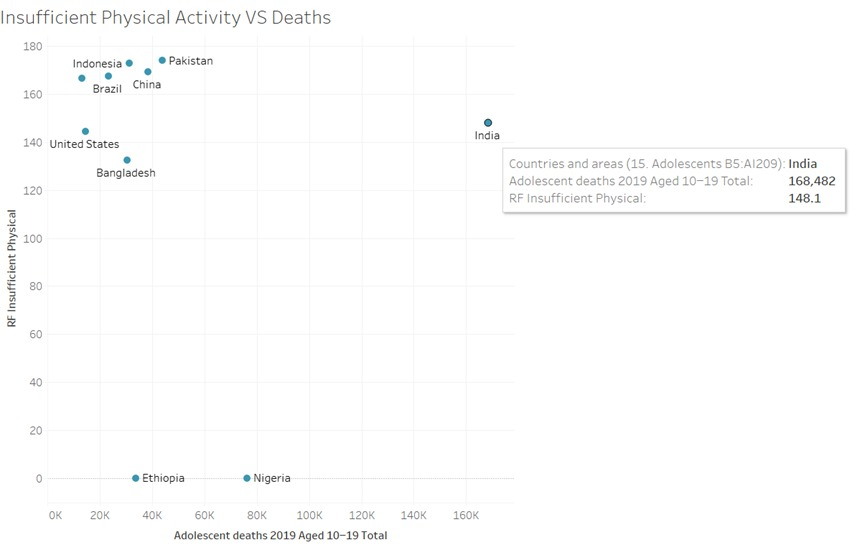 Insufficient Physical Activity VS Deaths
180
160
140
120
100
80
60
40
20
0
RF Insufficient Physical
Indonesia
Pakistan
Brazil
China
United States
Bangladesh
India
Countries and areas (15. Adolescents B5:AI209): India
Adolescent deaths 2019 Aged 10–19 Total: 168,482
RF Insufficient Physical: 148.1
Ethiopia
Nigeria
0K 20K 40K 60K 80K 100K 120K 140K 160K
Adolescent deaths 2019 Aged 10–19 Total